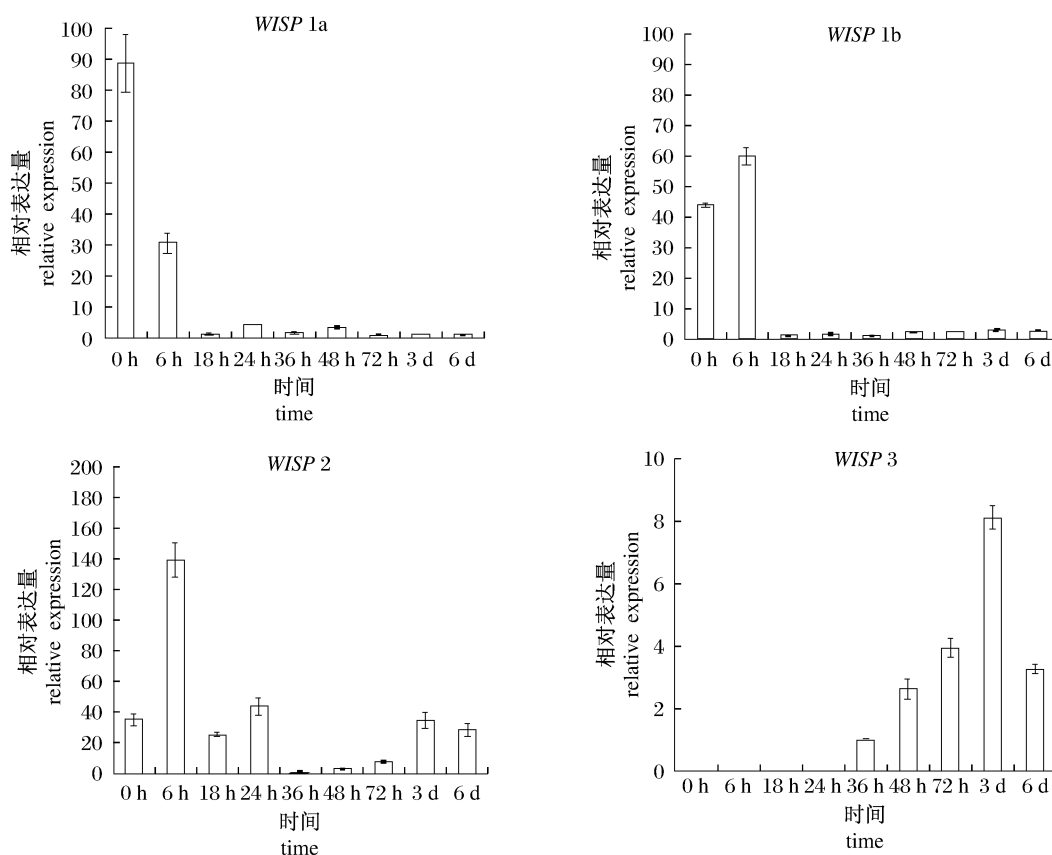 WISP 1a
100
90
80
70
60
50
40
30
20
10
0
相对表达量
relative expression
0 h 6 h 18 h 24 h 36 h 48 h 72 h 3 d 6 d
时间
time
WISP 1b
100
90
80
70
60
50
40
30
20
10
0
相对表达量
relative expression
0 h 6 h 18 h 24 h 36 h 48 h 72 h 3 d 6 d
时间
time
WISP 2
200
180
160
140
120
100
80
60
40
20
0
相对表达量
relative expression
0 h 6 h 18 h 24 h 36 h 48 h 72 h 3 d 6 d
时间
time
WISP 3
10
8
6
4
2
0
相对表达量
relative expression
0 h 6 h 18 h 24 h 36 h 48 h 72 h 3 d 6 d
时间
time